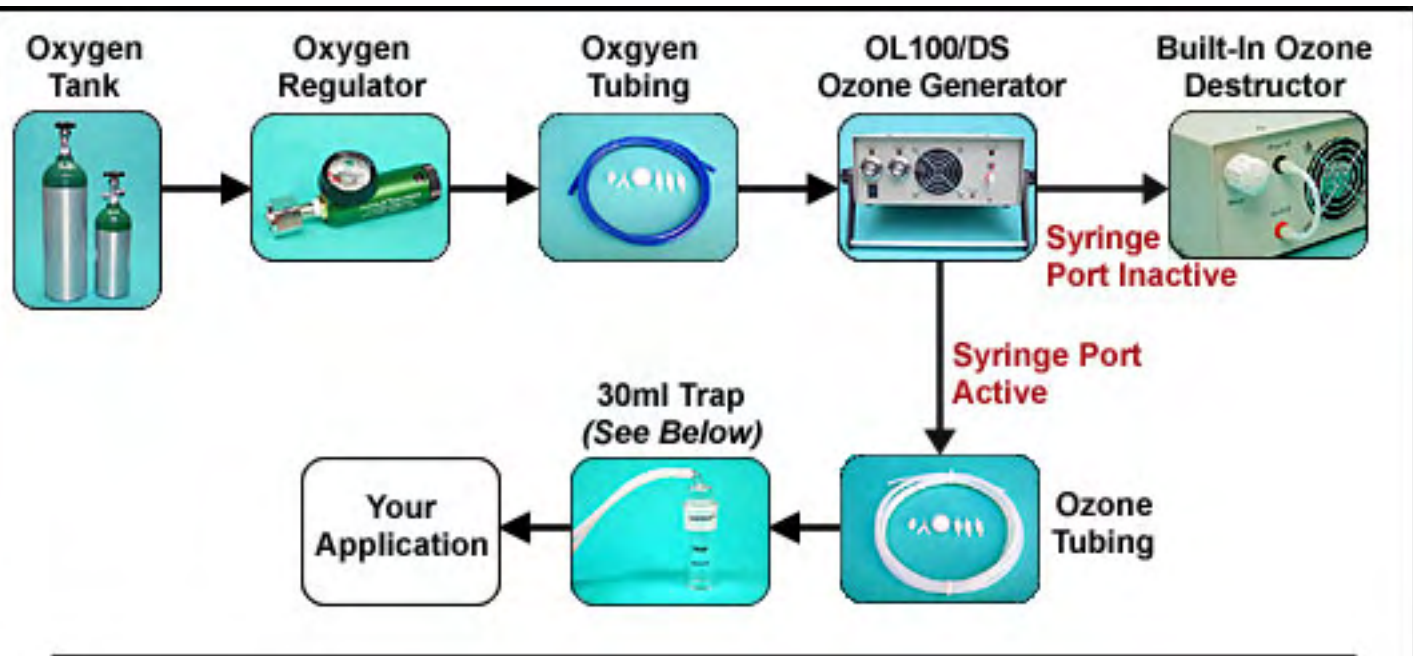 Oxygen
Tank
Oxygen
Regulator
Oxgyen
Tubing
OL100/DS
Ozone Generator
Built-In Ozone
Destructor
Syringe
Port Inactive
Syringe Port
Active
30ml Trap
(See Below)
Your
Application
Ozone
Tubing